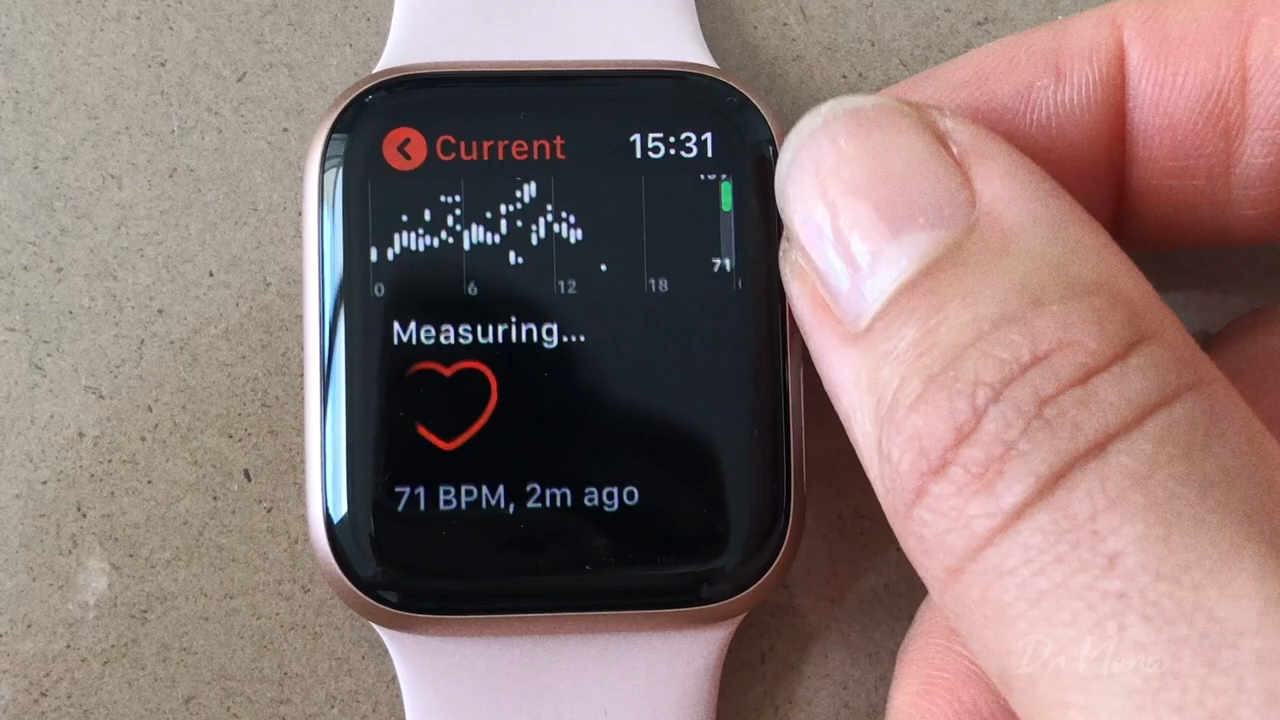 Current 15:31
71
0 6 12 18
Measuring...
71 BPM, 2m ago